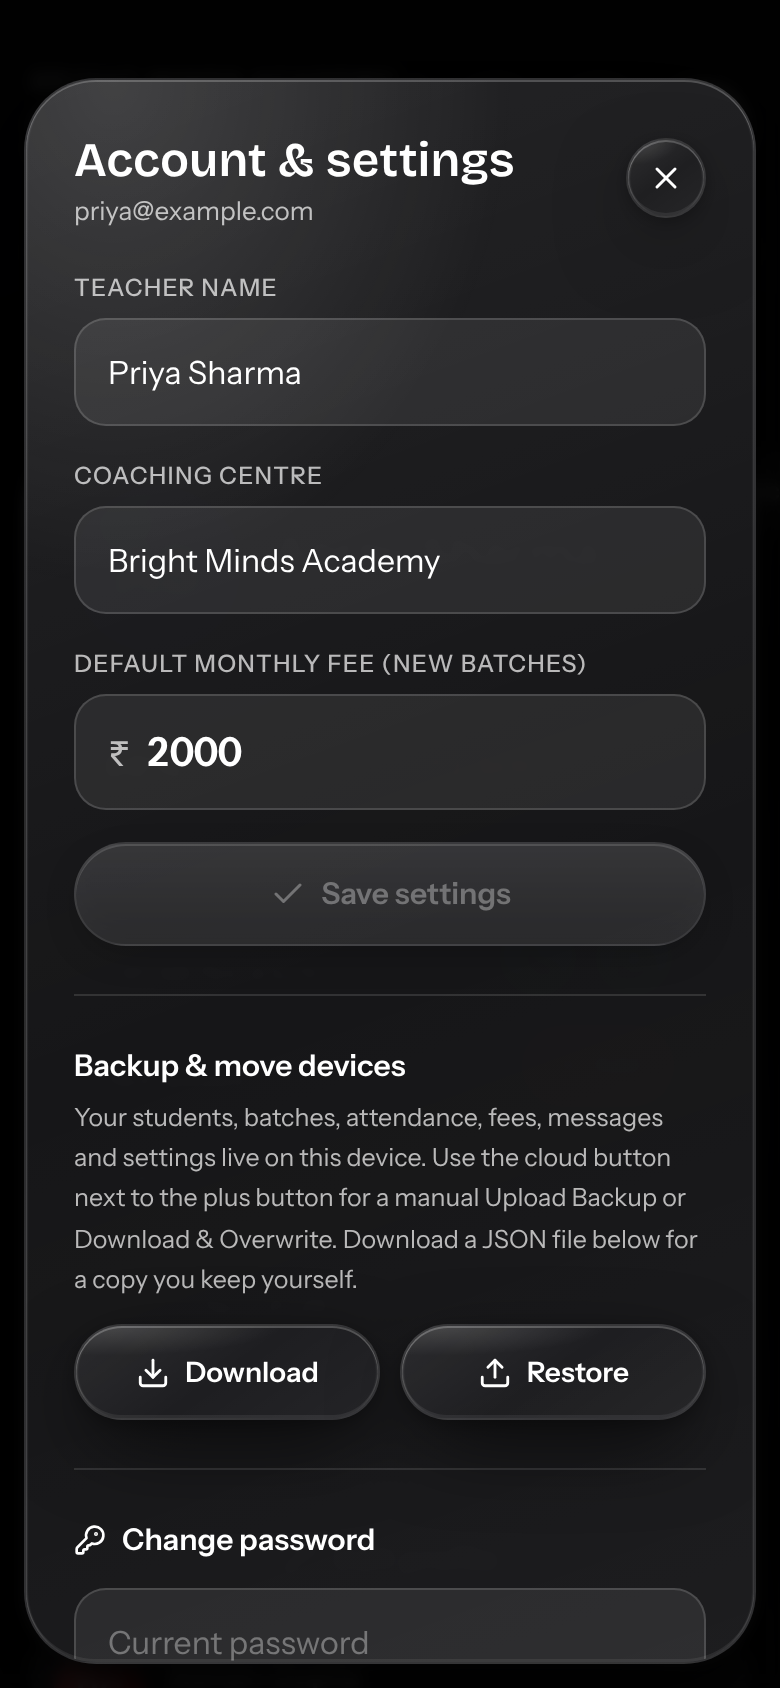 Account & settings
priya@example.com
TEACHER NAME
Priya Sharma
COACHING CENTRE
Bright Minds Academy
DEFAULT MONTHLY FEE (NEW BATCHES)
₹ 2000
Save settings
Backup & move devices
Your students, batches, attendance, fees, messages
and settings live on this device. Use the cloud button
next to the plus button for a manual Upload Backup or
Download & Overwrite. Download a JSON file below for
a copy you keep yourself.
Download Restore
Change password
Current password